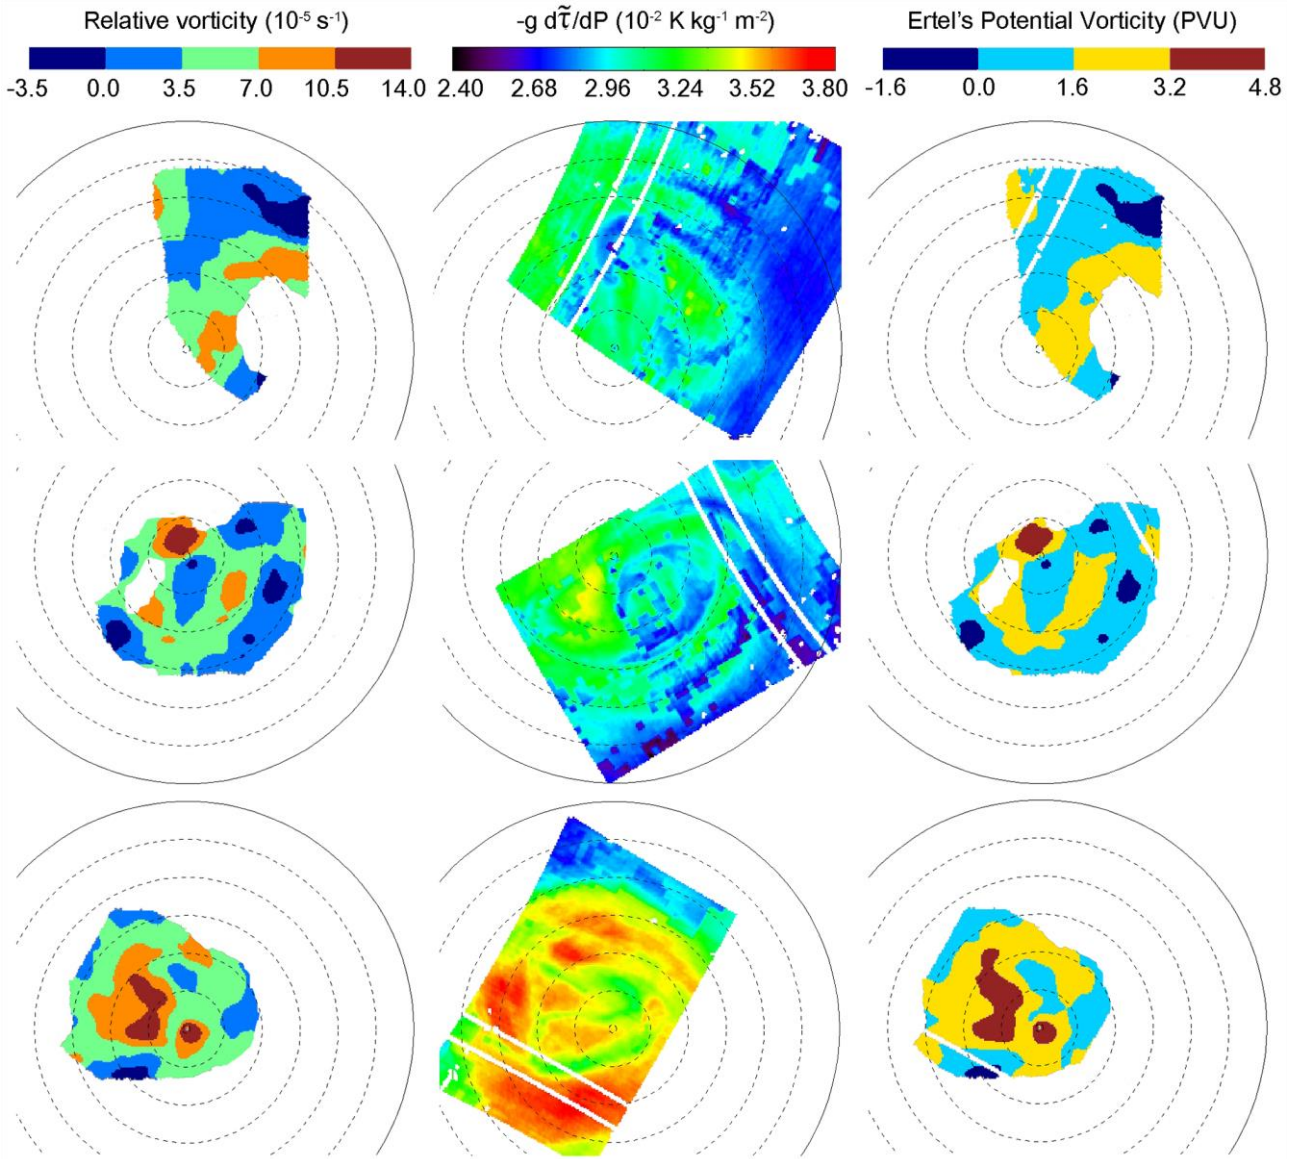 Relative vorticity (10⁻⁵ s⁻¹)
-g dτ̃/dP (10⁻² K kg⁻¹ m⁻²)
Ertel's Potential Vorticity (PVU)
-3.5 0.0 3.5 7.0 10.5 14.0
2.40 2.68 2.96 3.24 3.52 3.80
-1.6 0.0 1.6 3.2 4.8